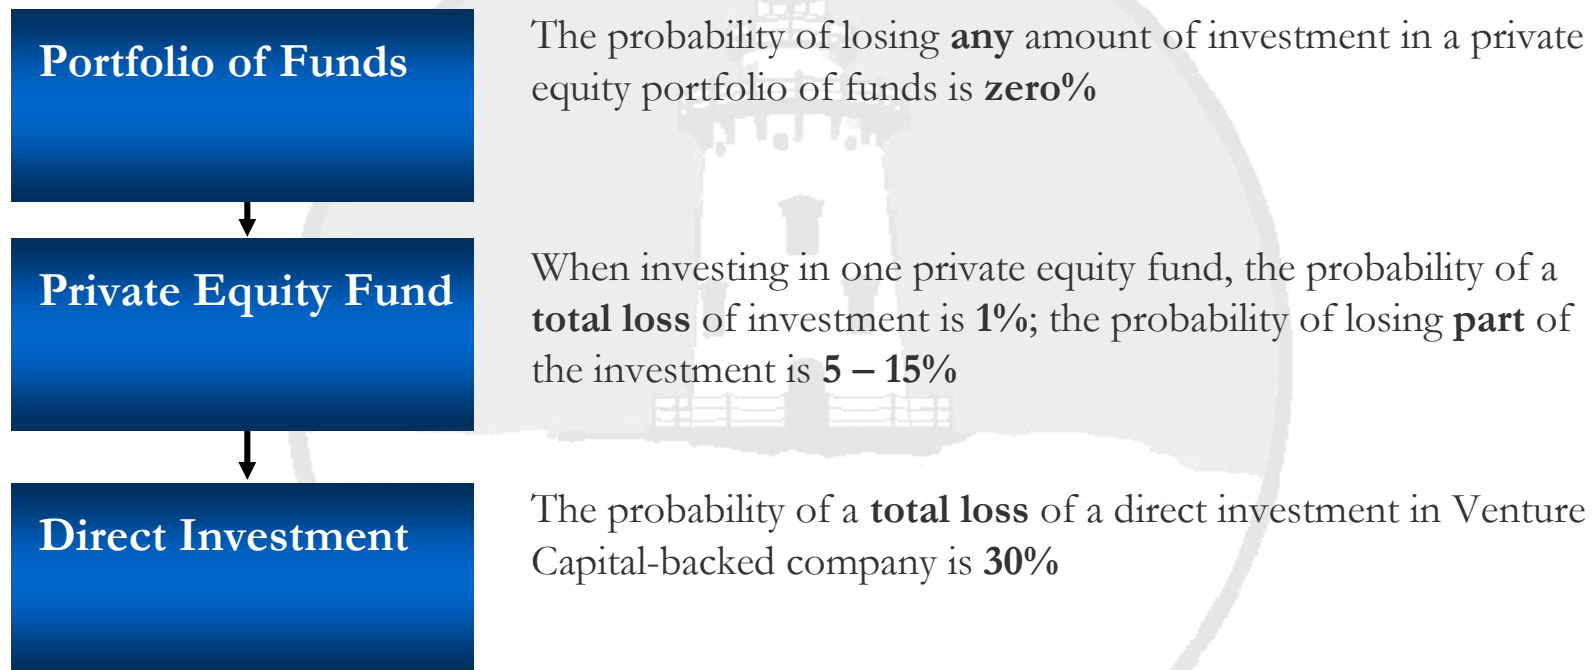 Portfolio of Funds
The probability of losing any amount of investment in a private
equity portfolio of funds is zero%
Private Equity Fund
When investing in one private equity fund, the probability of a
total loss of investment is 1%; the probability of losing part of
the investment is 5 – 15%
Direct Investment
The probability of a total loss of a direct investment in Venture
Capital-backed company is 30%